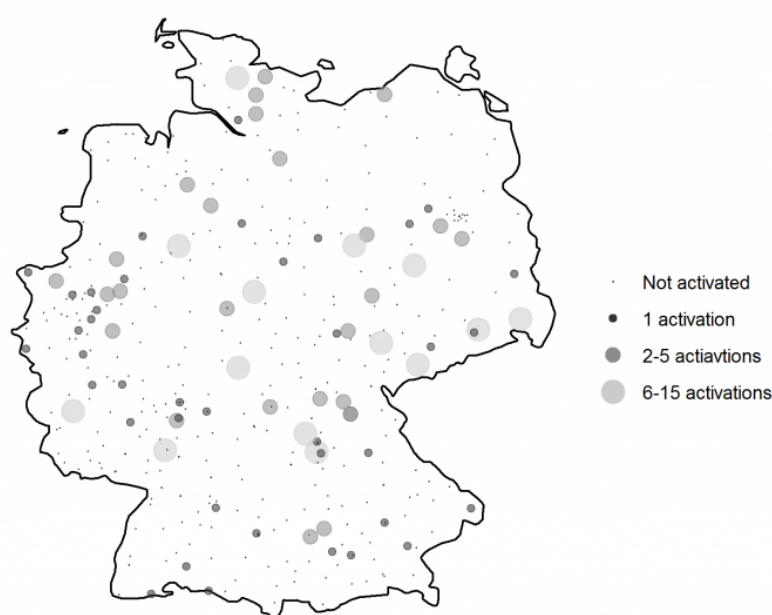 Not activated
1 activation
2-5 actiavtions
6-15 activations